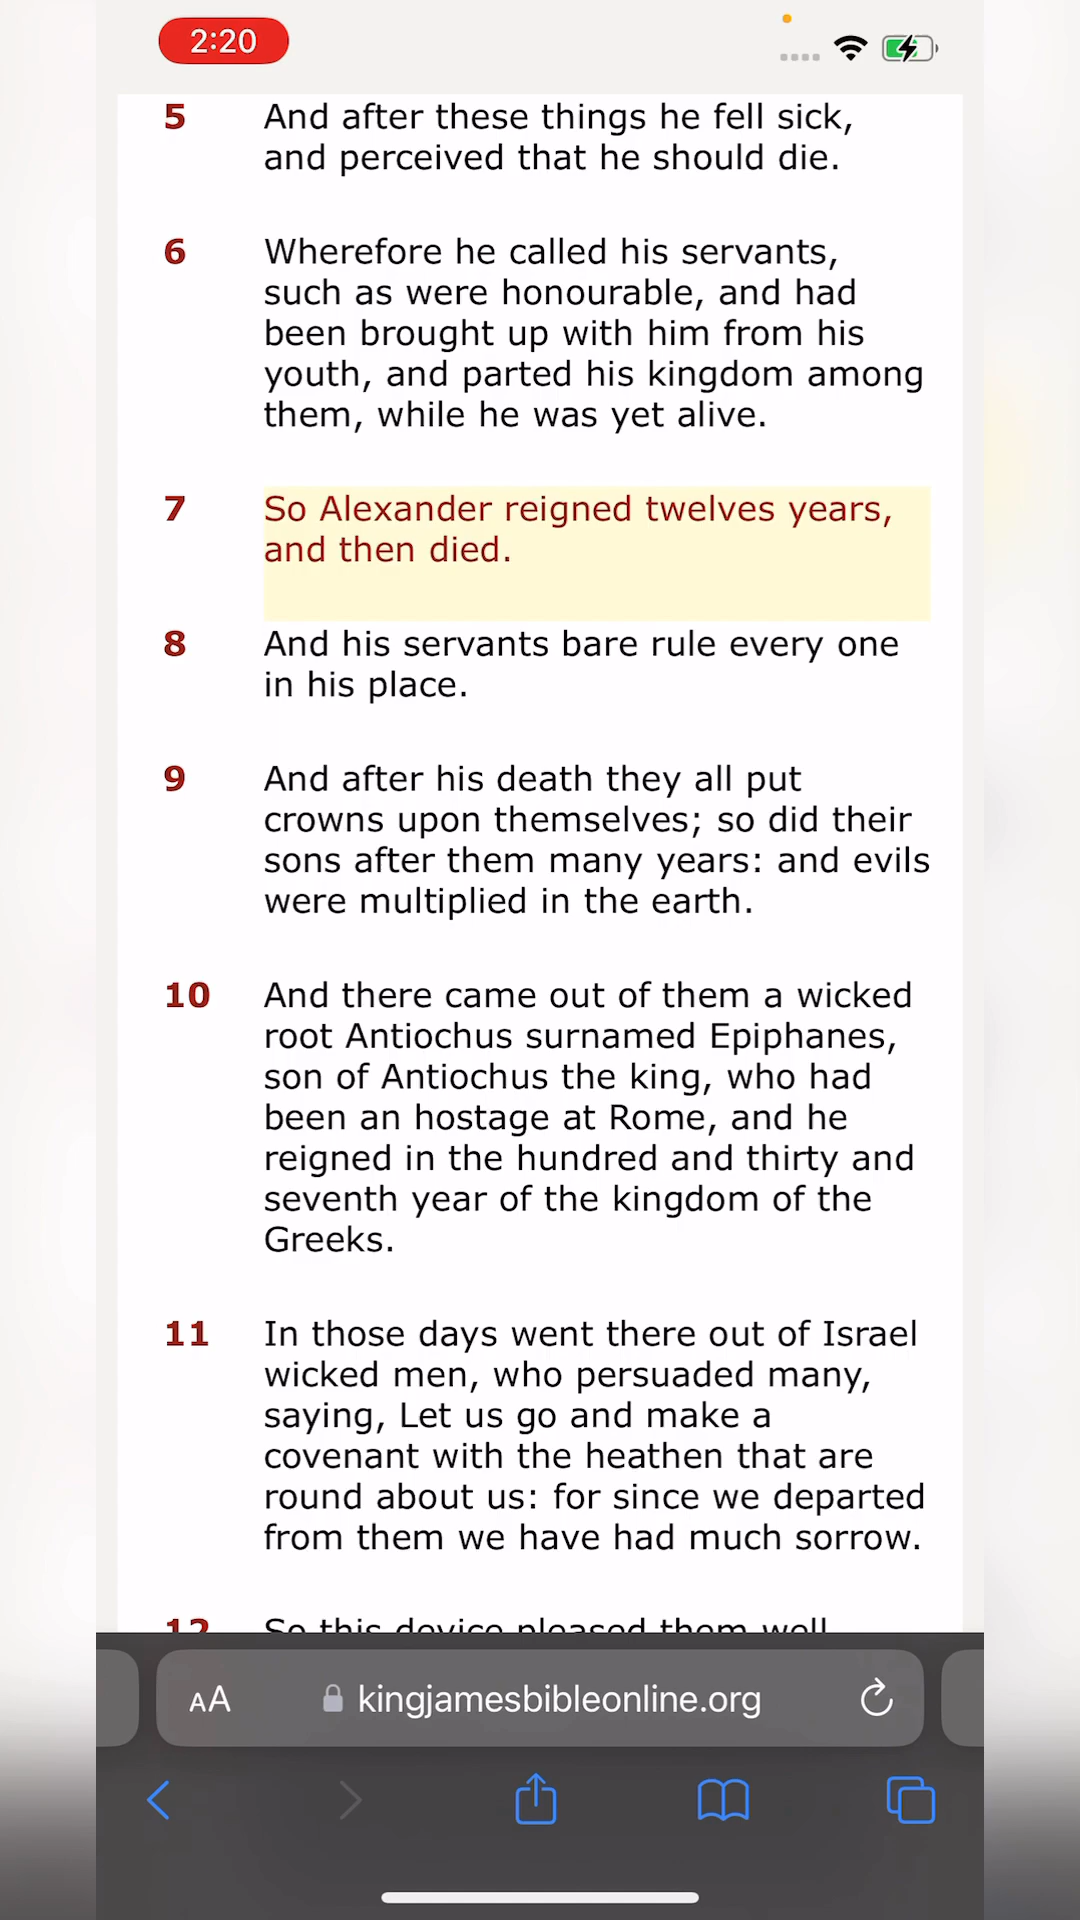 2:20
5 And after these things he fell sick,
and perceived that he should die.
6 Wherefore he called his servants,
such as were honourable, and had
been brought up with him from his
youth, and parted his kingdom among
them, while he was yet alive.
7 So Alexander reigned twelves years,
and then died.
8 And his servants bare rule every one
in his place.
9 And after his death they all put
crowns upon themselves; so did their
sons after them many years: and evils
were multiplied in the earth.
10 And there came out of them a wicked
root Antiochus surnamed Epiphanes,
son of Antiochus the king, who had
been an hostage at Rome, and he
reigned in the hundred and thirty and
seventh year of the kingdom of the
Greeks.
11 In those days went there out of Israel
wicked men, who persuaded many,
saying, Let us go and make a
covenant with the heathen that are
round about us: for since we departed
from them we have had much sorrow.
12 So this device pleased them well
AA kingjamesbibleonline.org